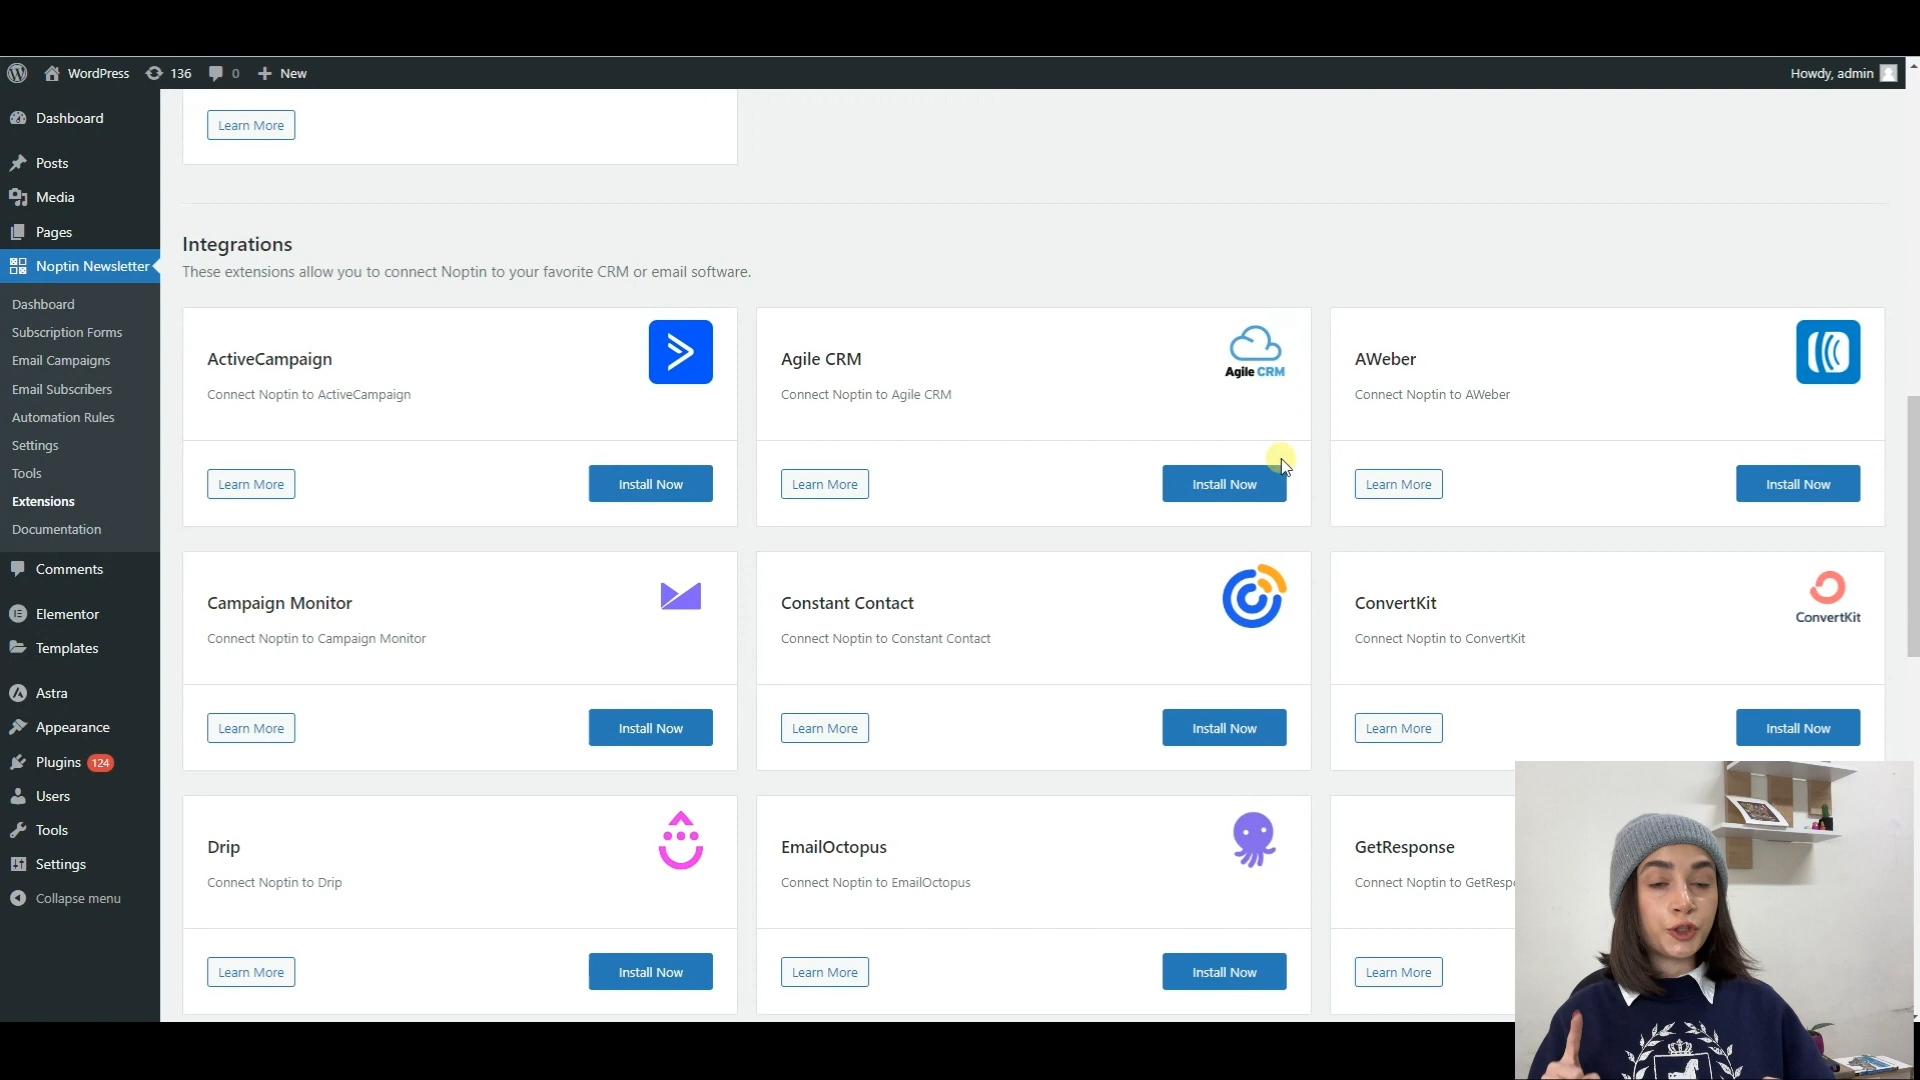 WordPress
136
0
New
Howdy, admin
Dashboard
Posts
Media
Pages
Noptin Newsletter
Dashboard
Subscription Forms
Email Campaigns
Email Subscribers
Automation Rules
Settings
Tools
Extensions
Documentation
Comments
Elementor
Templates
Astra
Appearance
Plugins 124
Users
Tools
Settings
Collapse menu
Learn More
Integrations
These extensions allow you to connect Noptin to your favorite CRM or email software.
ActiveCampaign
Connect Noptin to ActiveCampaign
Learn More
Install Now
Agile CRM
Agile CRM
Connect Noptin to Agile CRM
Learn More
Install Now
AWeber
Connect Noptin to AWeber
Learn More
Install Now
Campaign Monitor
Connect Noptin to Campaign Monitor
Learn More
Install Now
Constant Contact
Connect Noptin to Constant Contact
Learn More
Install Now
ConvertKit
ConvertKit
Connect Noptin to ConvertKit
Learn More
Install Now
Drip
Connect Noptin to Drip
Learn More
Install Now
EmailOctopus
Connect Noptin to EmailOctopus
Learn More
Install Now
GetResponse
Connect Noptin to
Learn More